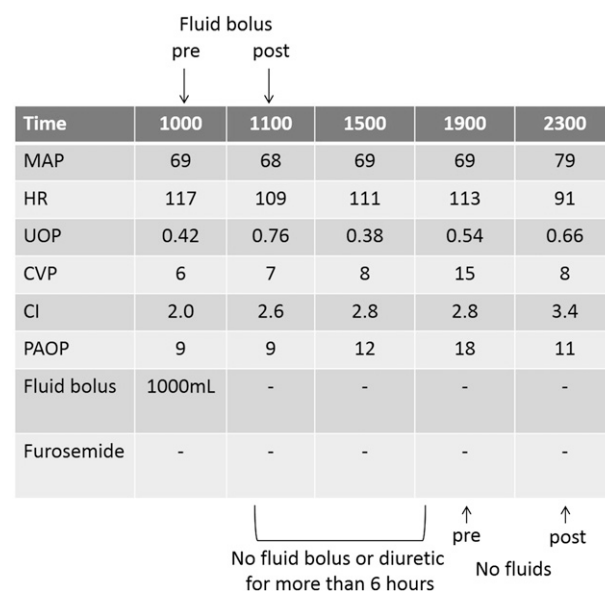 Fluid bolus
pre post
Time 1000 1100 1500 1900 2300
MAP 69 68 69 69 79
HR 117 109 111 113 91
UOP 0.42 0.76 0.38 0.54 0.66
CVP 6 7 8 15 8
CI 2.0 2.6 2.8 2.8 3.4
PAOP 9 9 12 18 11
Fluid bolus 1000mL - - - -
Furosemide - - - - -
pre post
No fluid bolus or diuretic
for more than 6 hours
No fluids